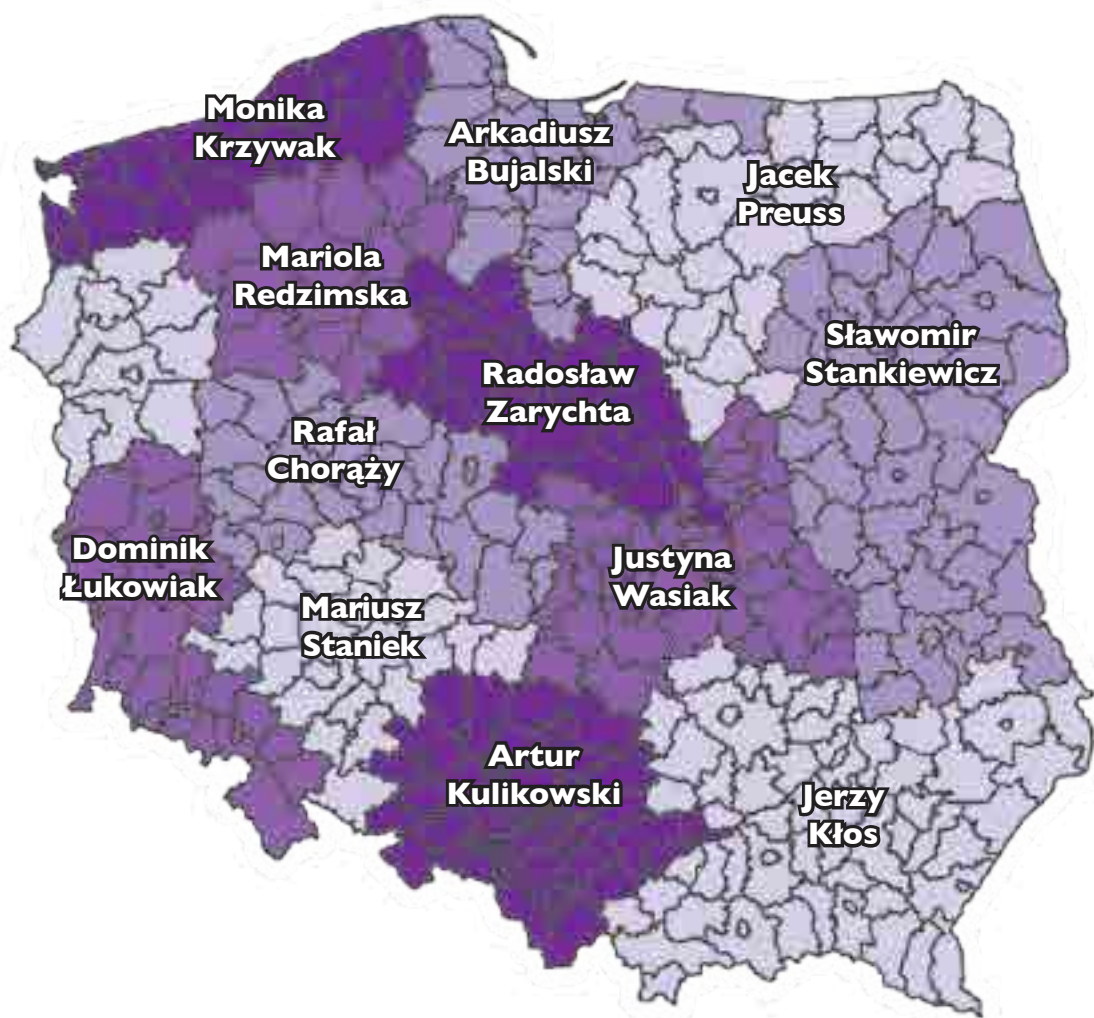 Monika
Krzywak
Arkadiusz
Bujalski
Jacek
Preuss
Mariola
Redzimska
Sławomir
Stankiewicz
Radosław
Zarychta
Rafał
Chorąży
Dominik
Łukowiak
Justyna
Wasiak
Mariusz
Staniek
Artur
Kulikowski
Jerzy
Kłos